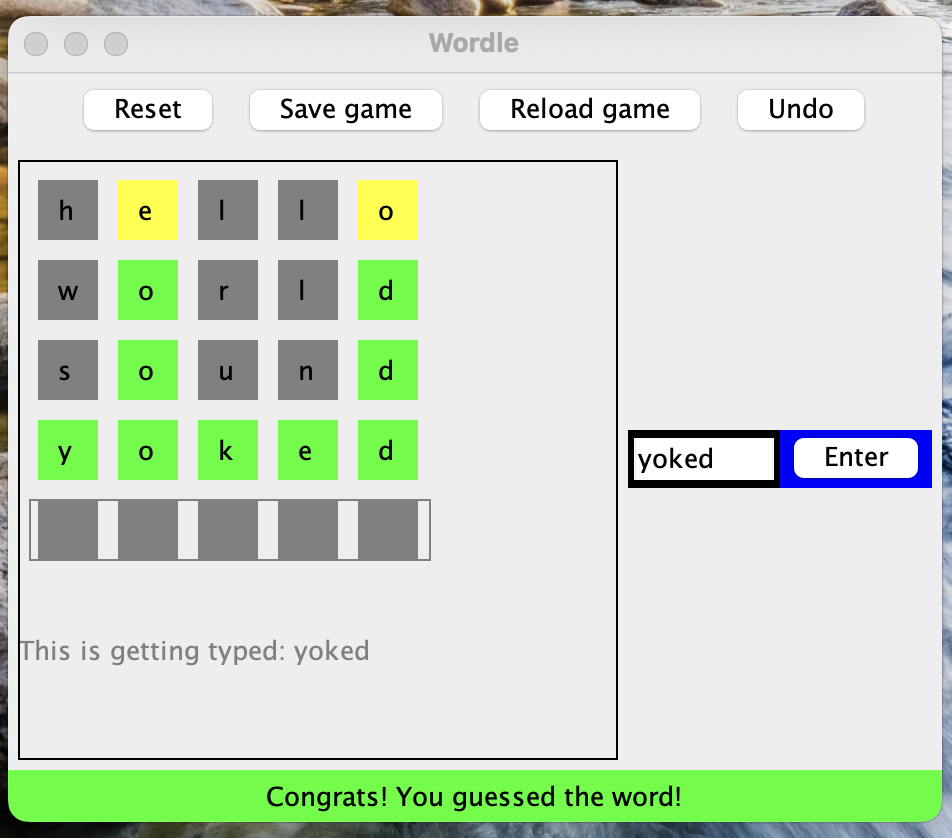 Wordle
Reset Save game Reload game Undo
h e l l o
w o r l d
s o u n d
y o k e d
yoked Enter
This is getting typed: yoked
Congrats! You guessed the word!